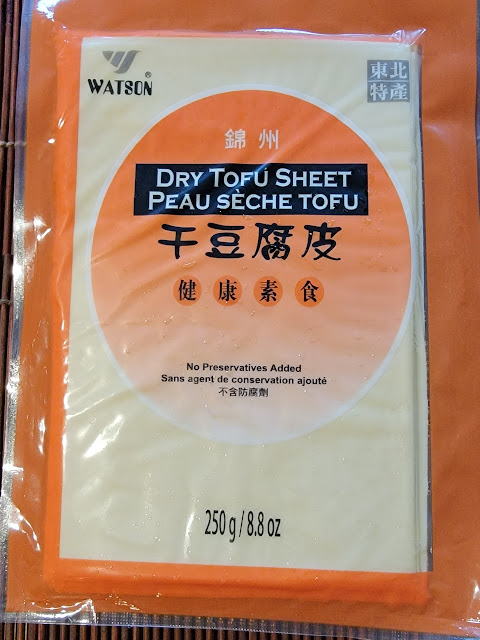 WATSON®
東北
特產
錦州
DRY TOFU SHEET
PEAU SÈCHE TOFU
干豆腐皮
健康素食
No Preservatives Added
Sans agent de conservation ajouté
不含防腐劑
250 g / 8.8 oz